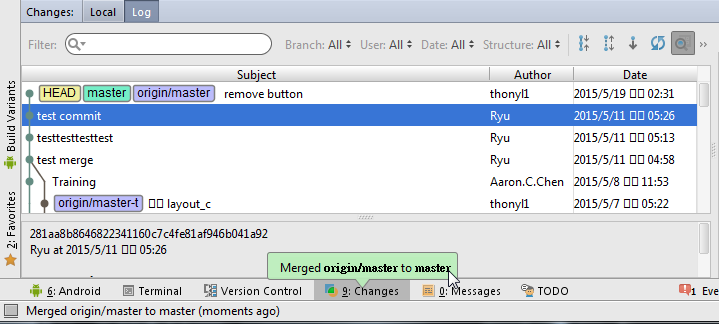 Changes: Local Log
Filter: Branch: All User: All Date: All Structure: All
Subject Author Date
HEAD master origin/master remove button thonyl1 2015/5/19 02:31
test commit Ryu 2015/5/11 05:26
testtesttesttest Ryu 2015/5/11 05:13
test merge Ryu 2015/5/11 04:58
Training Aaron.C.Chen 2015/5/8 11:53
origin/master-t layout_c thonyl1 2015/5/7 05:22
Build Variants
2: Favorites
281aa8b8646822341160c7c4fe81af946b041a92
Ryu at 2015/5/11 05:26
Merged origin/master to master
6: Android Terminal Version Control 9: Changes 0: Messages TODO 1 Eve
Merged origin/master to master (moments ago)